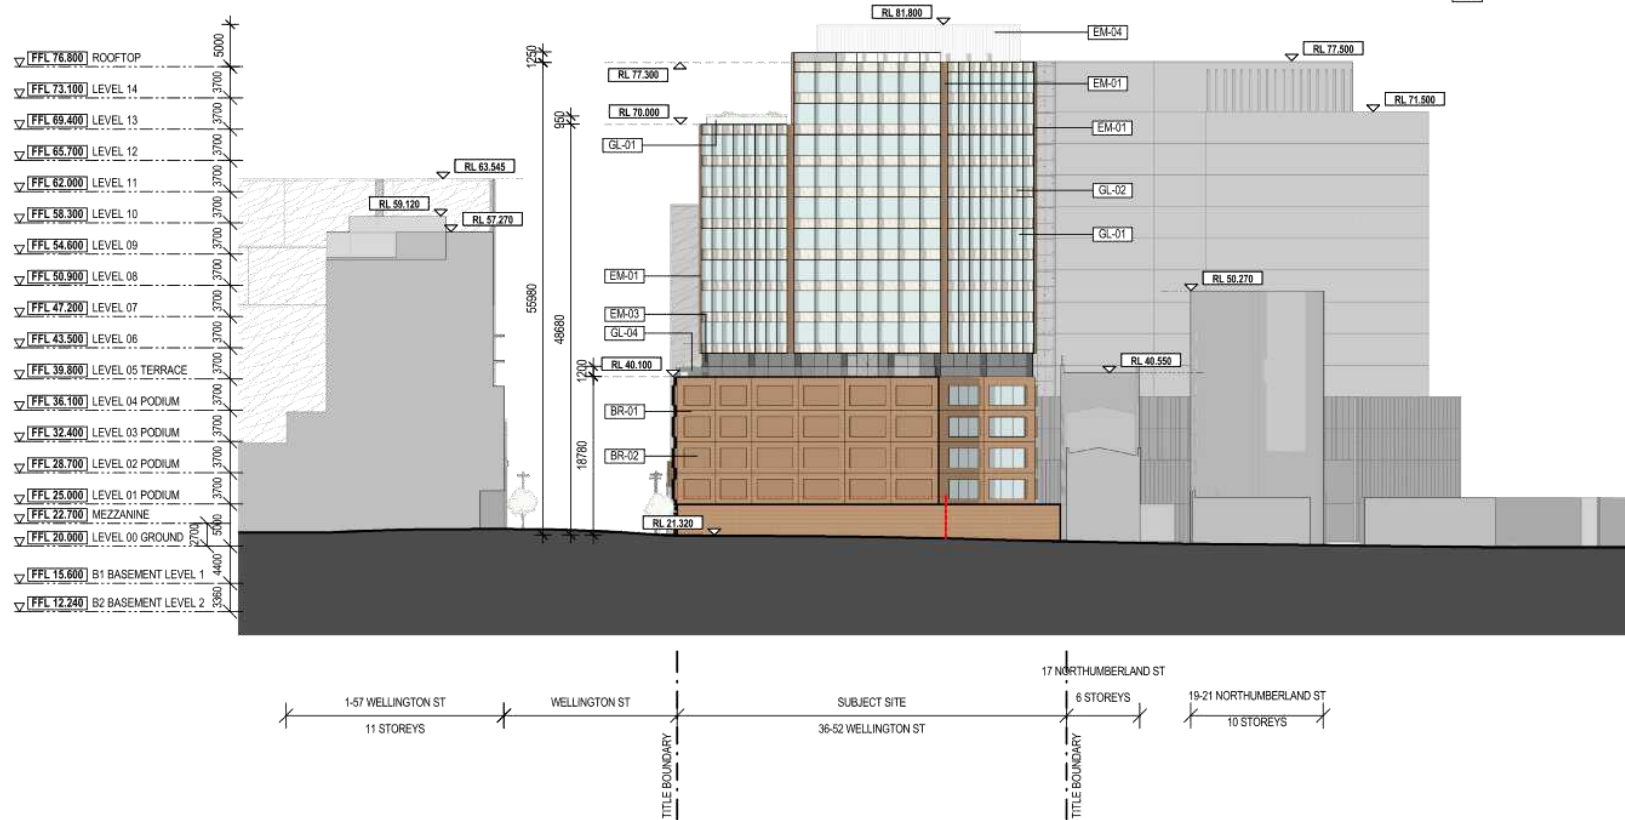 FFL 76.800 ROOFTOP
FFL 73.100 LEVEL 14
FFL 69.400 LEVEL 13
FFL 65.700 LEVEL 12
FFL 62.000 LEVEL 11
FFL 58.300 LEVEL 10
FFL 54.600 LEVEL 09
FFL 50.900 LEVEL 08
FFL 47.200 LEVEL 07
FFL 43.500 LEVEL 06
FFL 39.800 LEVEL 05 TERRACE
FFL 36.100 LEVEL 04 PODIUM
FFL 32.400 LEVEL 03 PODIUM
FFL 28.700 LEVEL 02 PODIUM
FFL 25.000 LEVEL 01 PODIUM
FFL 22.700 MEZZANINE
FFL 20.000 LEVEL 00 GROUND
FFL 15.600 B1 BASEMENT LEVEL 1
FFL 12.240 B2 BASEMENT LEVEL 2
5000
3700
3700
3700
3700
3700
3700
3700
3700
3700
3700
3700
3700
3700
3700
5000
2700
4400
3360
RL 63.545
RL 59.120
RL 57.270
1250
55980
950
48680
1200
18780
RL 81.800
RL 77.300
RL 70.000
GL-01
EM-01
EM-03
GL-04
RL 40.100
BR-01
BR-02
RL 21.320
EM-04
EM-01
EM-01
GL-02
GL-01
RL 77.500
RL 71.500
RL 50.270
RL 40.550
1-57 WELLINGTON ST
11 STOREYS
WELLINGTON ST
SUBJECT SITE
36-52 WELLINGTON ST
17 NORTHUMBERLAND ST
6 STOREYS
19-21 NORTHUMBERLAND ST
10 STOREYS
TITLE BOUNDARY
TITLE BOUNDARY